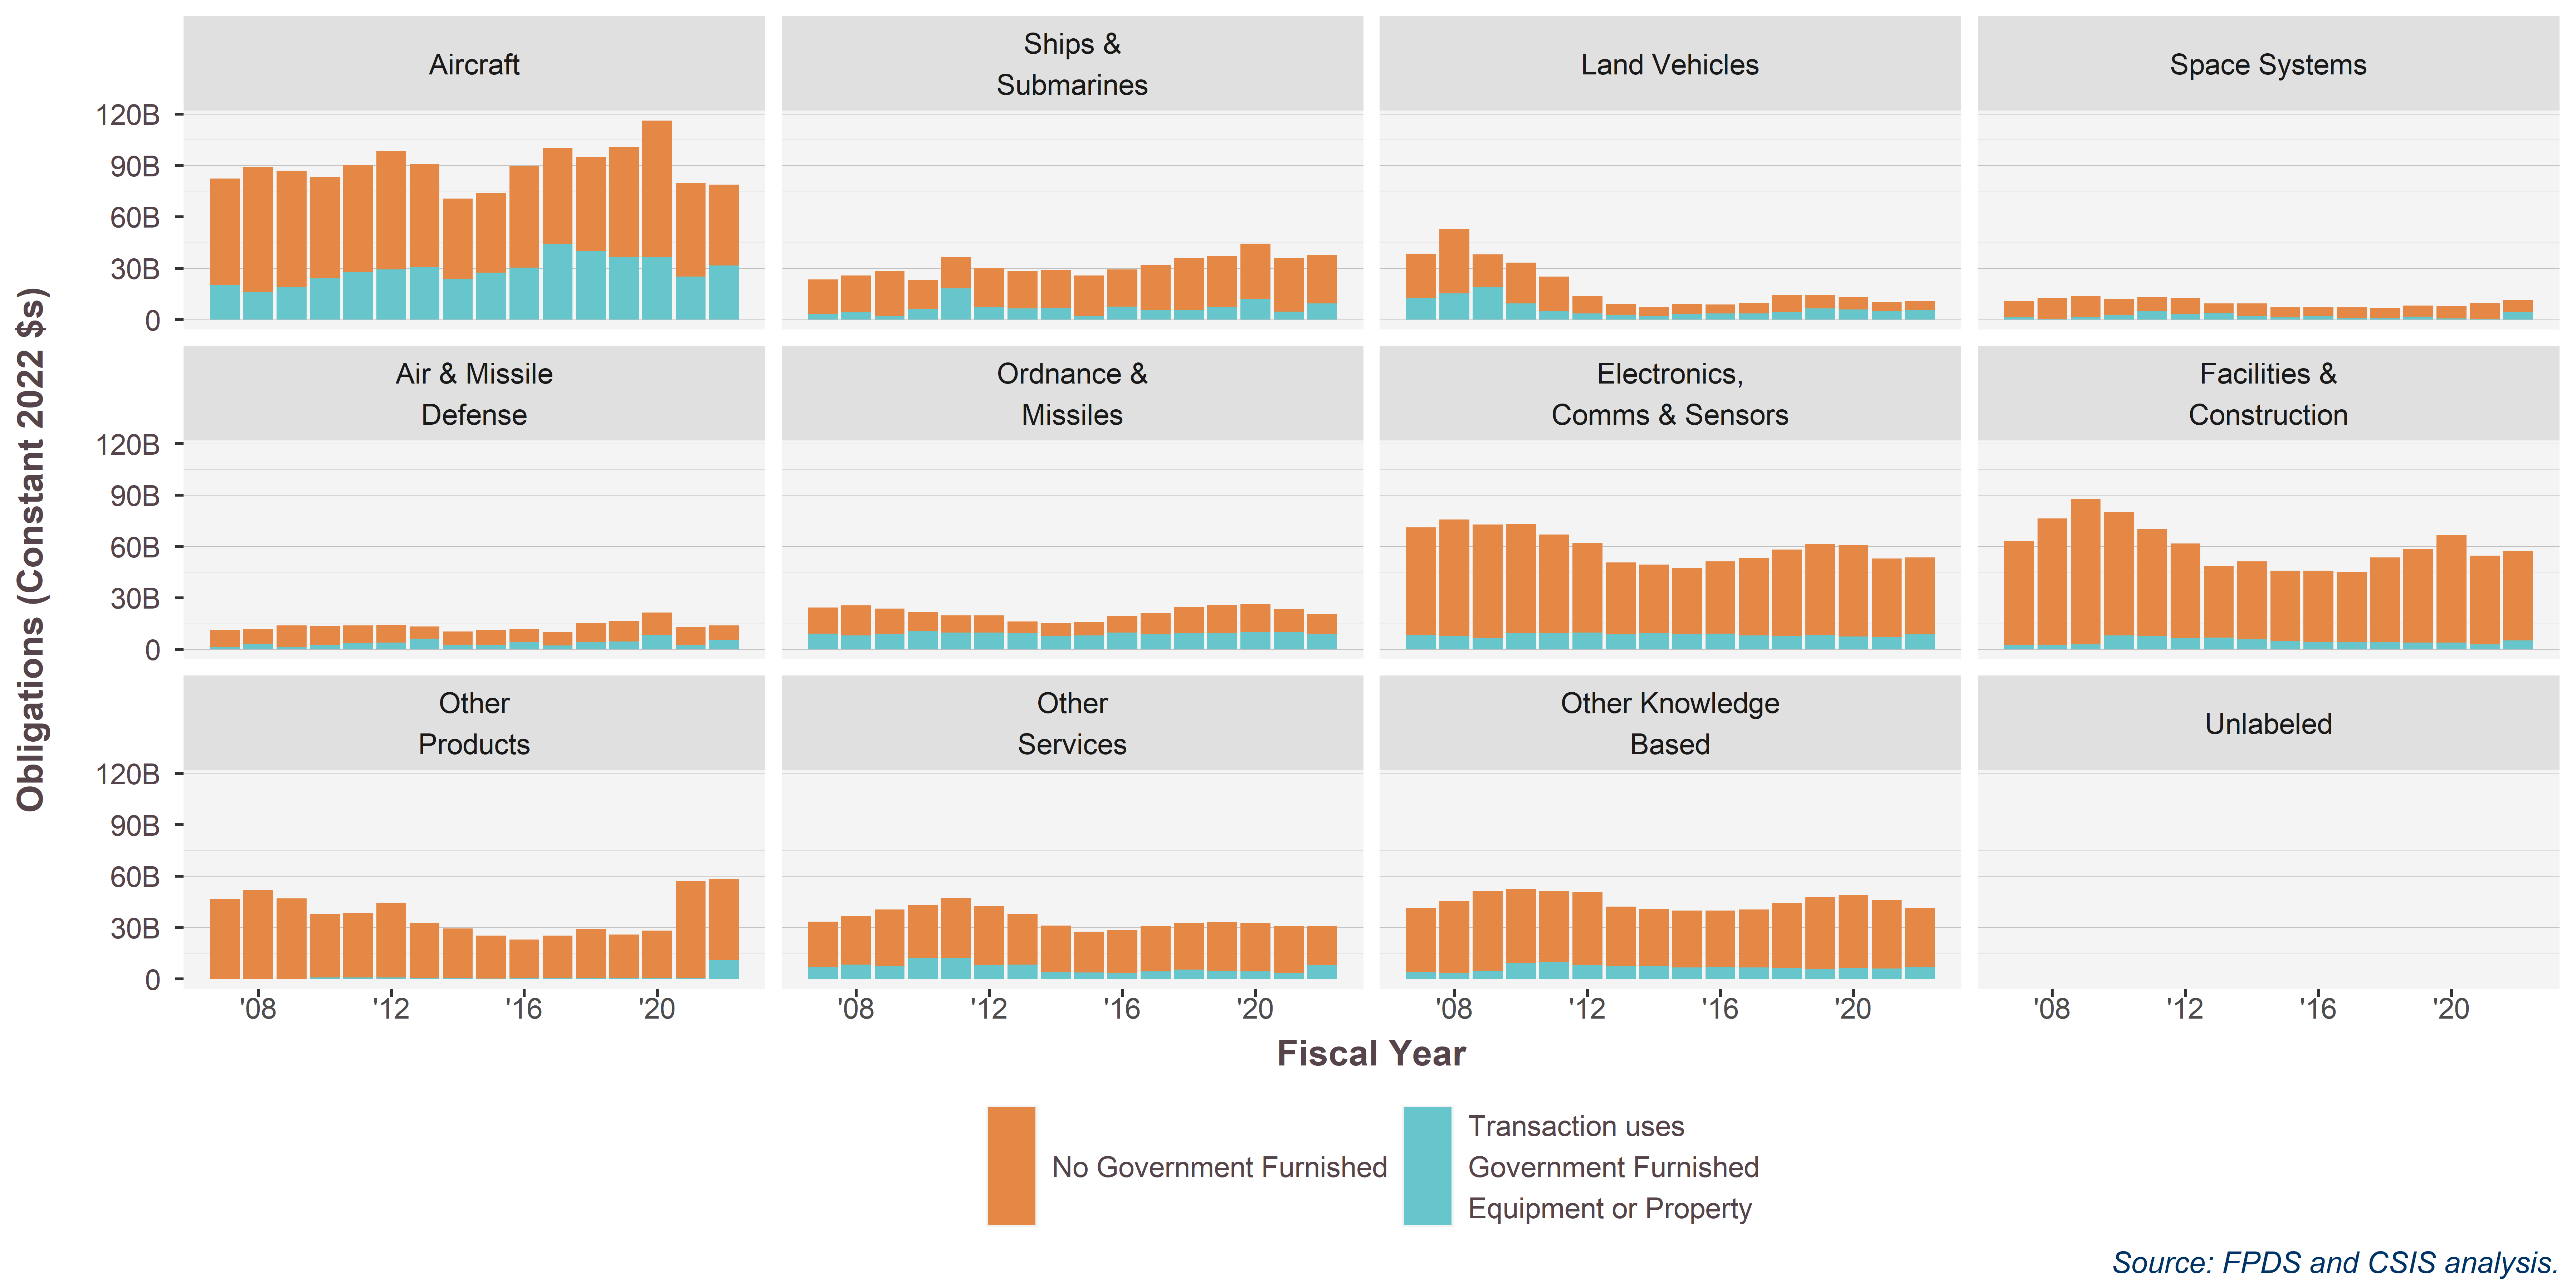 Aircraft
Ships &
Submarines
Land Vehicles
Space Systems
120B
90B
60B
30B
0
Air & Missile
Defense
Ordnance &
Missiles
Electronics,
Comms & Sensors
Facilities &
Construction
120B
90B
60B
30B
0
Other
Products
Other
Services
Other Knowledge
Based
Unlabeled
120B
90B
60B
30B
0
'08 '12 '16 '20
'08 '12 '16 '20
'08 '12 '16 '20
'08 '12 '16 '20
Obligations (Constant 2022 $s)
Fiscal Year
No Government Furnished
Transaction uses
Government Furnished
Equipment or Property
Source: FPDS and CSIS analysis.